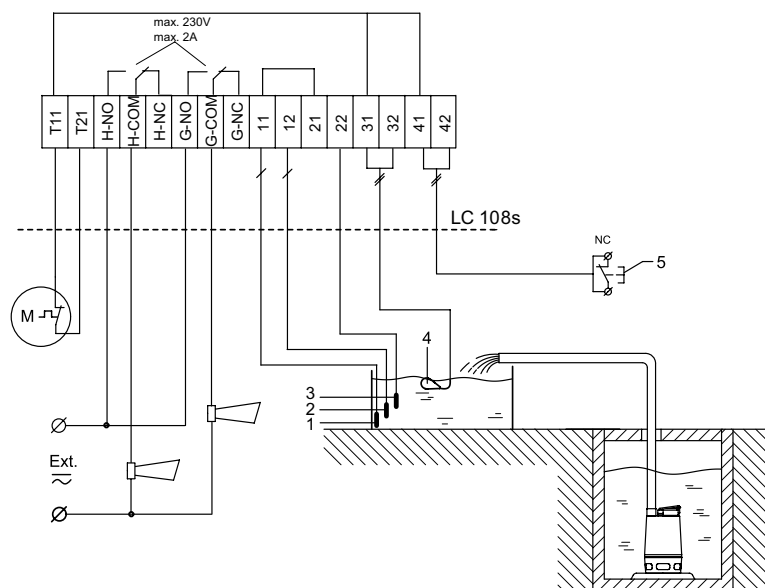 max. 230V
max. 2A
T11 T21 H-NO H-COM H-NC G-NO G-COM G-NC 11 12 21 22 31 32 41 42
LC 108s
NC
5
M
4
3
2
1
Ext.